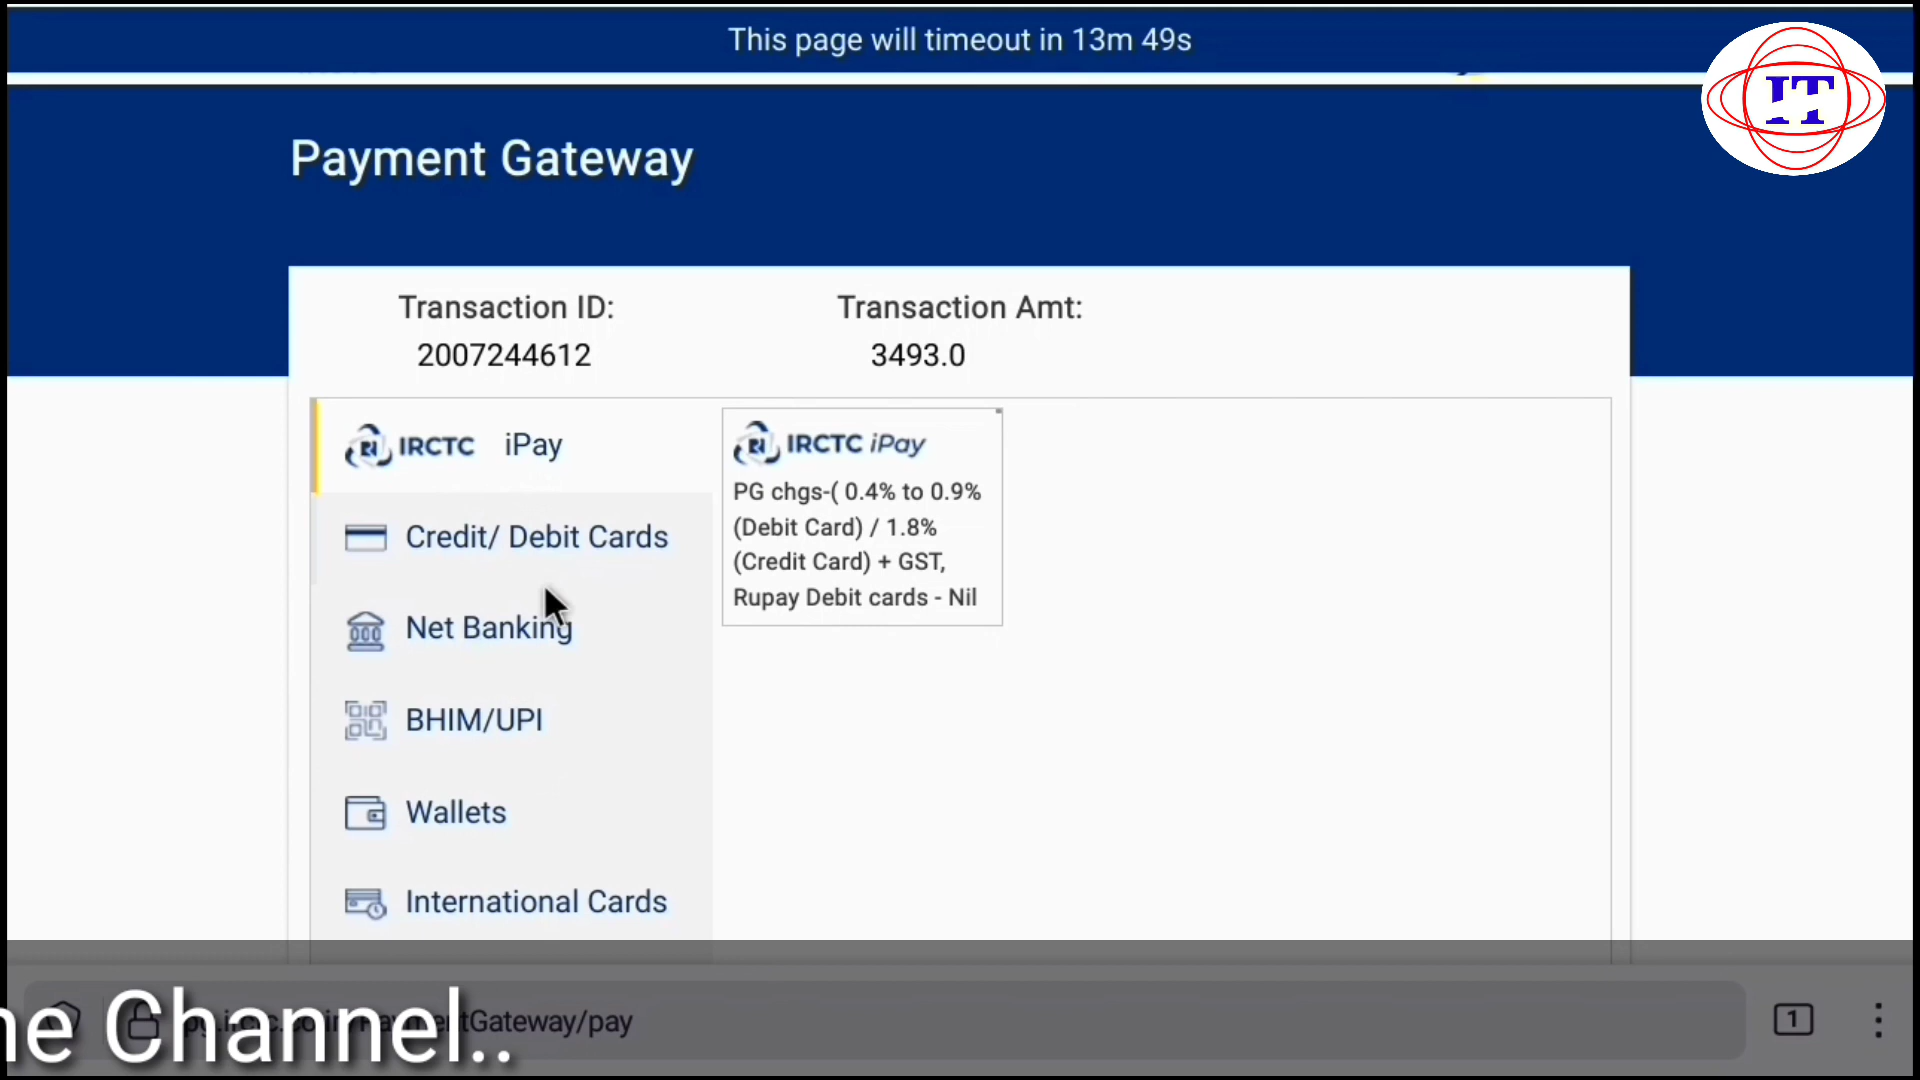 This page will timeout in 13m 49s
IT
Payment Gateway
Transaction ID:
2007244612
Transaction Amt:
3493.0
IRCTC iPay
Credit/ Debit Cards
Net Banking
BHIM/UPI
Wallets
International Cards
IRCTC iPay
PG chgs-( 0.4% to 0.9%
(Debit Card) / 1.8%
(Credit Card) + GST,
Rupay Debit cards - Nil
Channel..
Gateway/pay
1